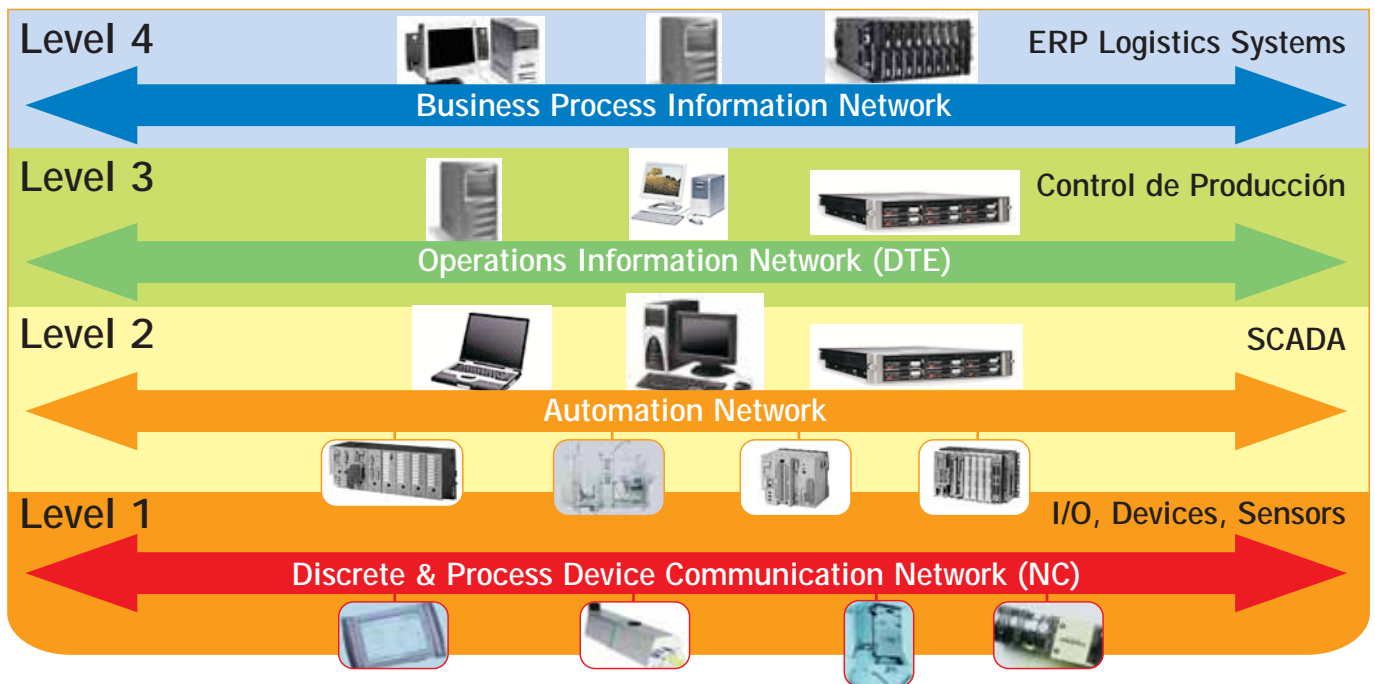 Level 4
ERP Logistics Systems
Business Process Information Network
Level 3
Control de Producción
Operations Information Network (DTE)
Level 2
SCADA
Automation Network
Level 1
I/O, Devices, Sensors
Discrete & Process Device Communication Network (NC)